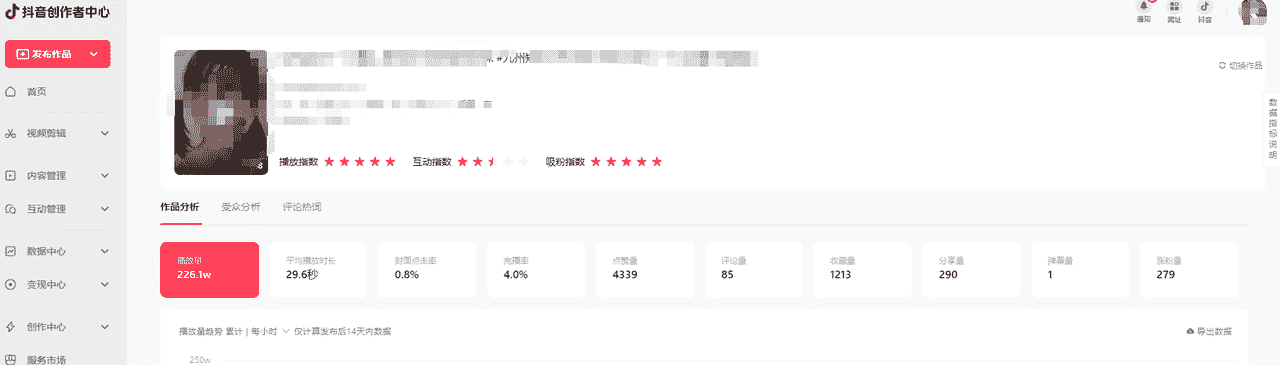 抖音创作者中心
通知
网址
抖音
发布作品
首页
视频剪辑
内容管理
互动管理
数据中心
变现中心
创作中心
服务市场
#九州
切换作品
数据指标说明
播放指数
互动指数
吸粉指数
作品分析
受众分析
评论热词
播放量
226.1w
平均播放时长
29.6秒
封面点击率
0.8%
完播率
4.0%
点赞量
4339
评论量
85
收藏量
1213
分享量
290
弹幕量
1
涨粉量
279
播放量趋势 累计 | 每小时 仅计算发布后14天内数据
导出数据
250w